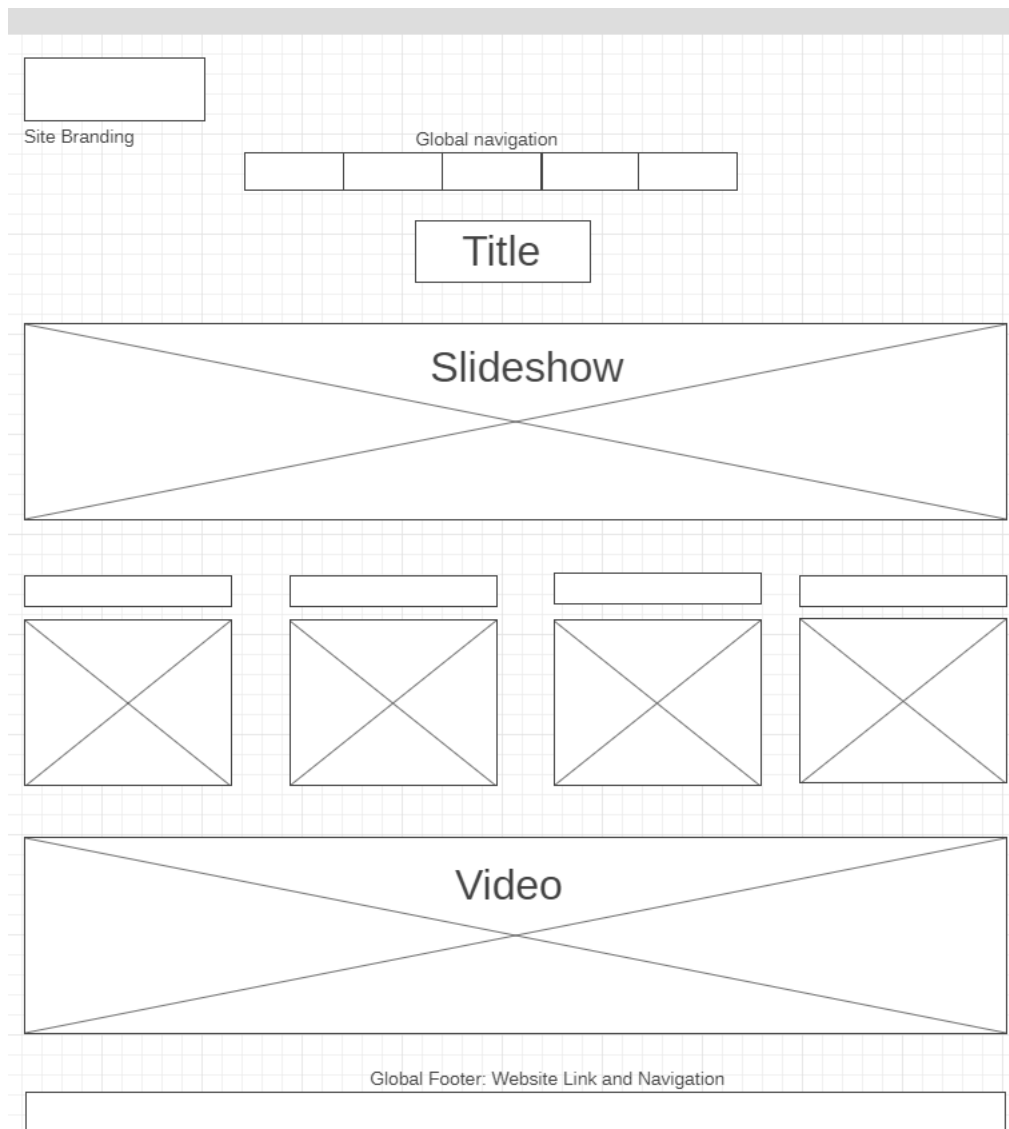 Site Branding
Global navigation
Title
Slideshow
Video
Global Footer: Website Link and Navigation